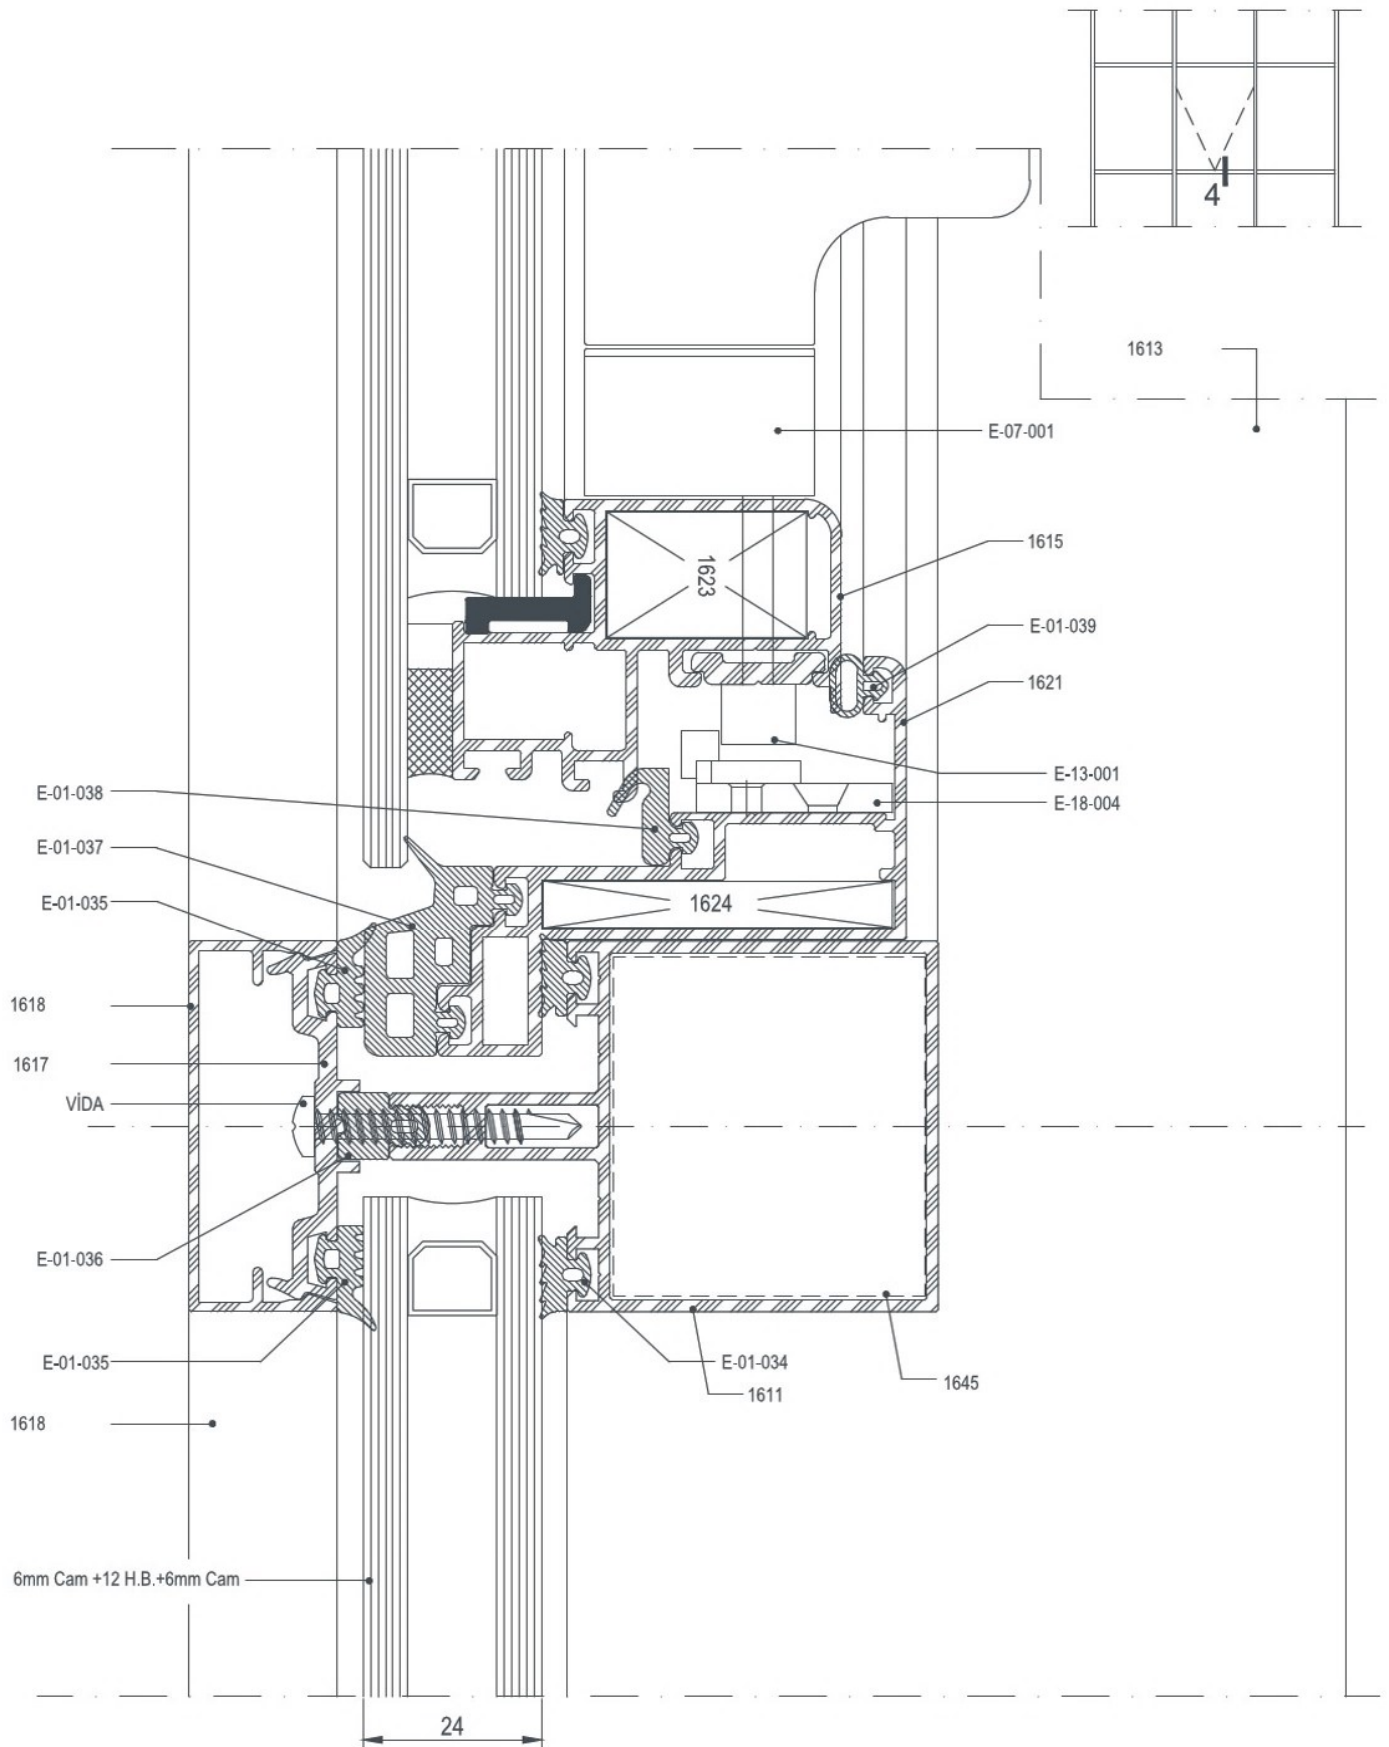 4
1613
E-07-001
1615
1623
E-01-039
1621
E-13-001
E-01-038
E-18-004
E-01-037
E-01-035
1624
1618
1617
VİDA
E-01-036
E-01-035
E-01-034
1645
1611
1618
6mm Cam +12 H.B.+6mm Cam
24